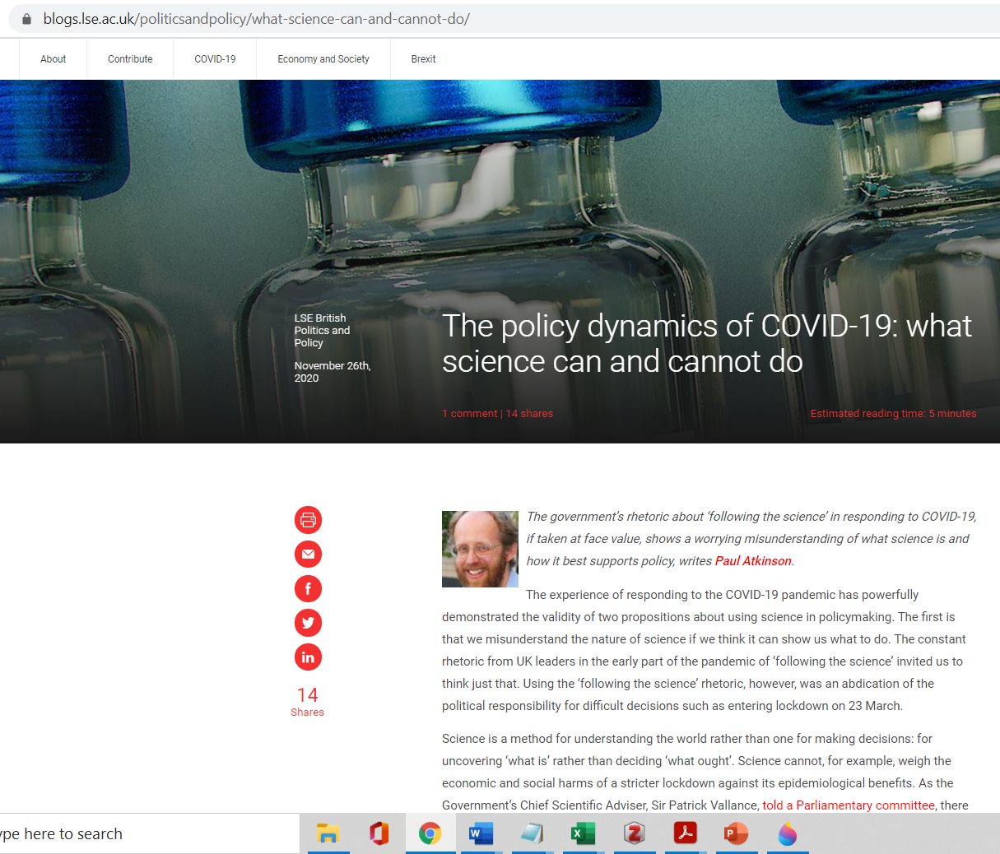 blogs.lse.ac.uk/politicsandpolicy/what-science-can-and-cannot-do/
About
Contribute
COVID-19
Economy and Society
Brexit
LSE British
Politics and
Policy
November 26th,
2020
The policy dynamics of COVID-19: what
science can and cannot do
1 comment | 14 shares
Estimated reading time: 5 minutes
14
Shares
The government’s rhetoric about ‘following the science’ in responding to COVID-19,
if taken at face value, shows a worrying misunderstanding of what science is and
how it best supports policy, writes Paul Atkinson.
The experience of responding to the COVID-19 pandemic has powerfully
demonstrated the validity of two propositions about using science in policymaking. The first is
that we misunderstand the nature of science if we think it can show us what to do. The constant
rhetoric from UK leaders in the early part of the pandemic of ‘following the science’ invited us to
think just that. Using the ‘following the science’ rhetoric, however, was an abdication of the
political responsibility for difficult decisions such as entering lockdown on 23 March.
Science is a method for understanding the world rather than one for making decisions: for
uncovering ‘what is’ rather than deciding ‘what ought’. Science cannot, for example, weigh the
economic and social harms of a stricter lockdown against its epidemiological benefits. As the
Government’s Chief Scientific Adviser, Sir Patrick Vallance, told a Parliamentary committee, there
ype here to search